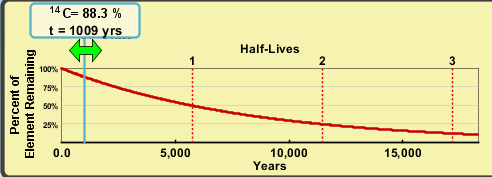 ¹⁴C= 88.3 %
t = 1009 yrs
Half-Lives
1 2 3
Percent of
Element Remaining
100%
75%
50%
25%
0.0 5,000 10,000 15,000
Years